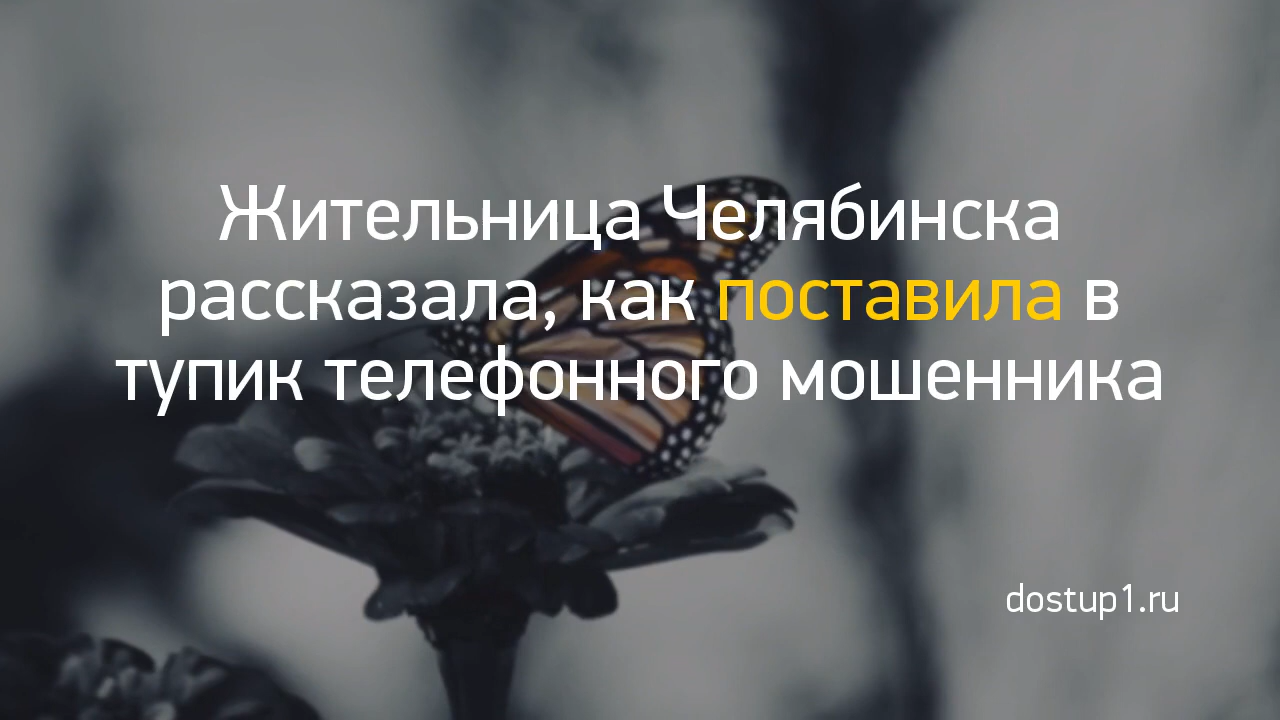 Жительница Челябинска
рассказала, как поставила в
тупик телефонного мошенника
dostup1.ru